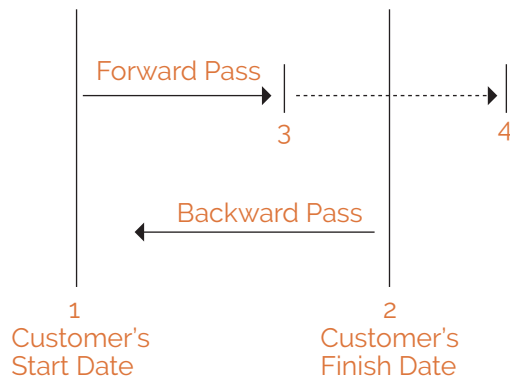 Forward Pass
3
4
Backward Pass
1
Customer’s
Start Date
2
Customer’s
Finish Date